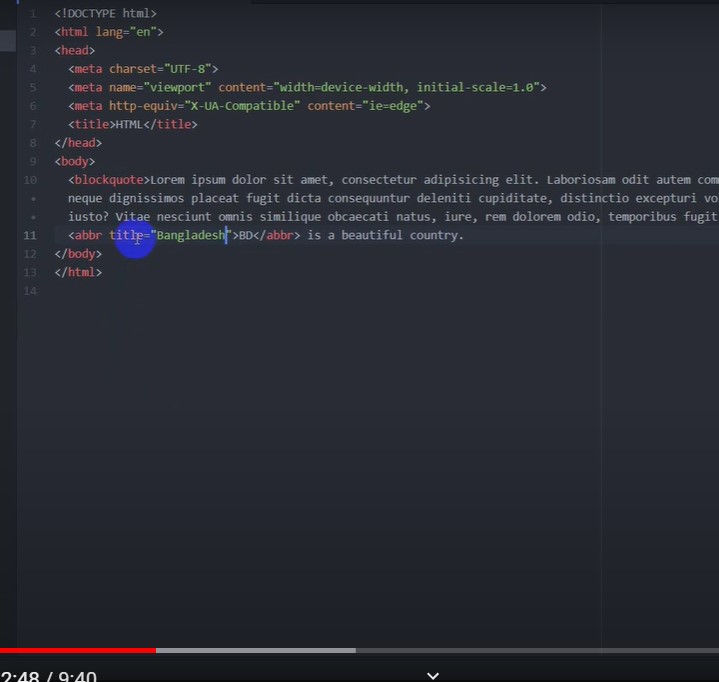 1 <!DOCTYPE html>
2 <html lang="en">
3 <head>
4 <meta charset="UTF-8">
5 <meta name="viewport" content="width=device-width, initial-scale=1.0">
6 <meta http-equiv="X-UA-Compatible" content="ie=edge">
7 <title>HTML</title>
8 </head>
9 <body>
10 <blockquote>Lorem ipsum dolor sit amet, consectetur adipisicing elit. Laboriosam odit autem com
neque dignissimos placeat fugit dicta consequuntur deleniti cupiditate, distinctio excepturi vo
iusto? Vitae nesciunt omnis similique obcaecati natus, iure, rem dolorem odio, temporibus fugit
11 <abbr title="Bangladesh">BD</abbr> is a beautiful country.
12 </body>
13 </html>
14
2:48 / 9:40